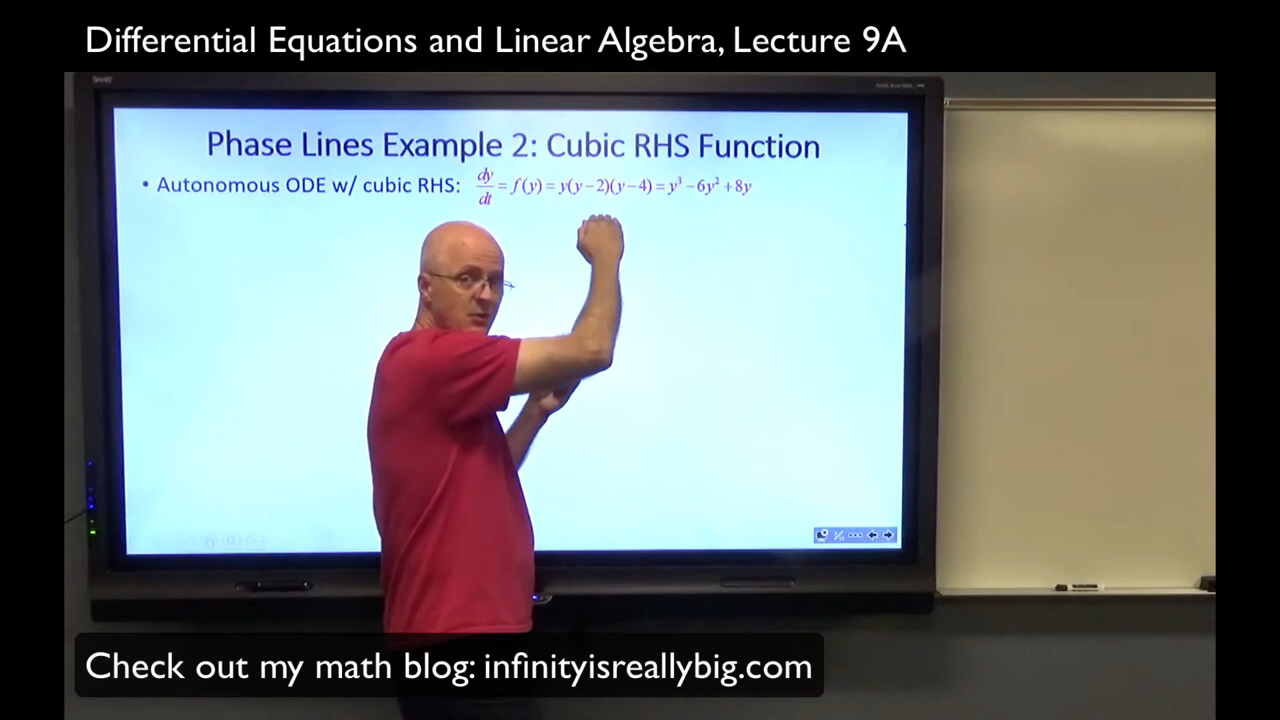 Differential Equations and Linear Algebra, Lecture 9A
Phase Lines Example 2: Cubic RHS Function
• Autonomous ODE w/ cubic RHS: dy/dt = f(y) = y(y−2)(y−4) = y³ −6y² +8y
Check out my math blog: infinityisreallybig.com